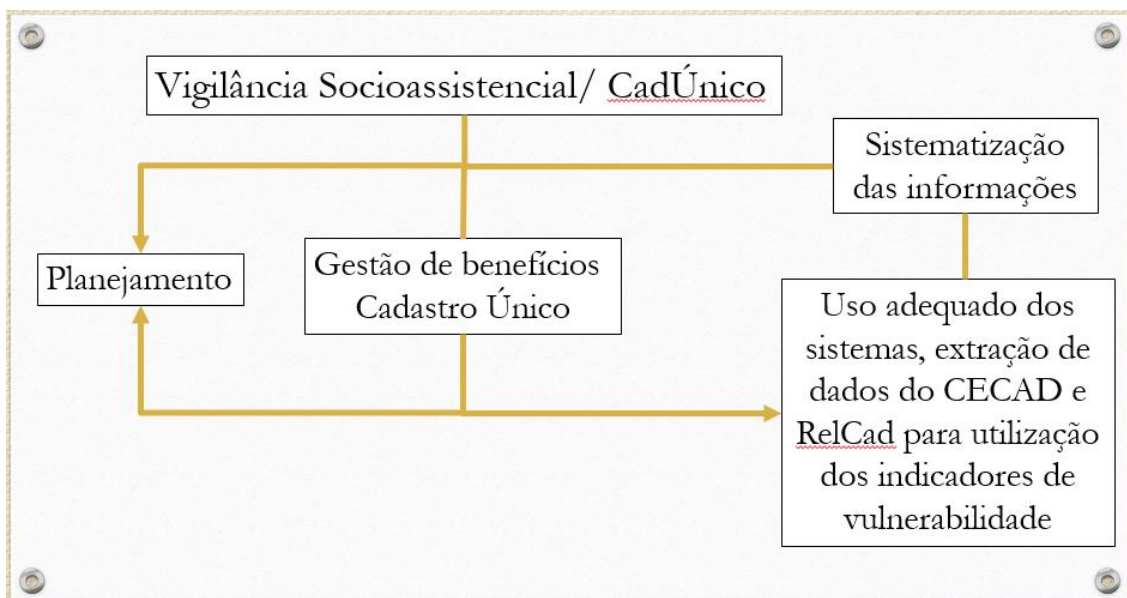 Vigilância Socioassistencial/ CadÚnico
Sistematização
das informações
Planejamento
Gestão de benefícios
Cadastro Único
Uso adequado dos
sistemas, extração de
dados do CECAD e
RelCad para utilização
dos indicadores de
vulnerabilidade